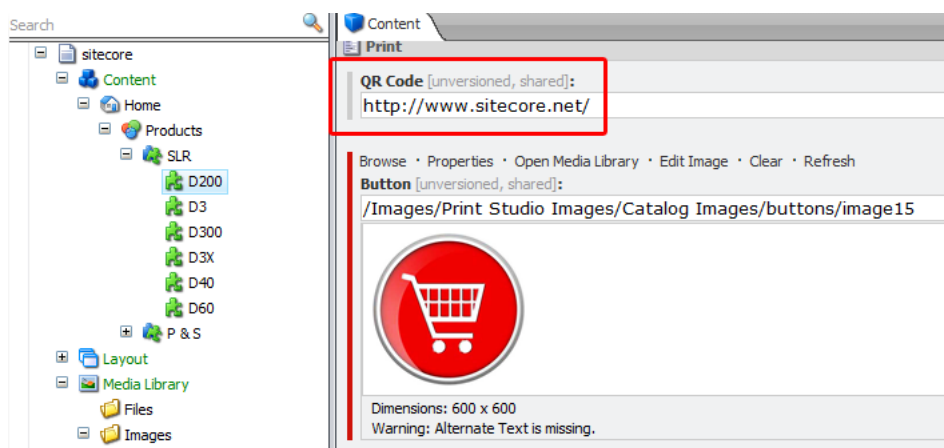 Search
sitecore
Content
Home
Products
SLR
D200
D3
D300
D3X
D40
D60
P & S
Layout
Media Library
Files
Images
Content
Print
QR Code [unversioned, shared]:
http://www.sitecore.net/
Browse · Properties · Open Media Library · Edit Image · Clear · Refresh
Button [unversioned, shared]:
/Images/Print Studio Images/Catalog Images/buttons/image15
Dimensions: 600 x 600
Warning: Alternate Text is missing.